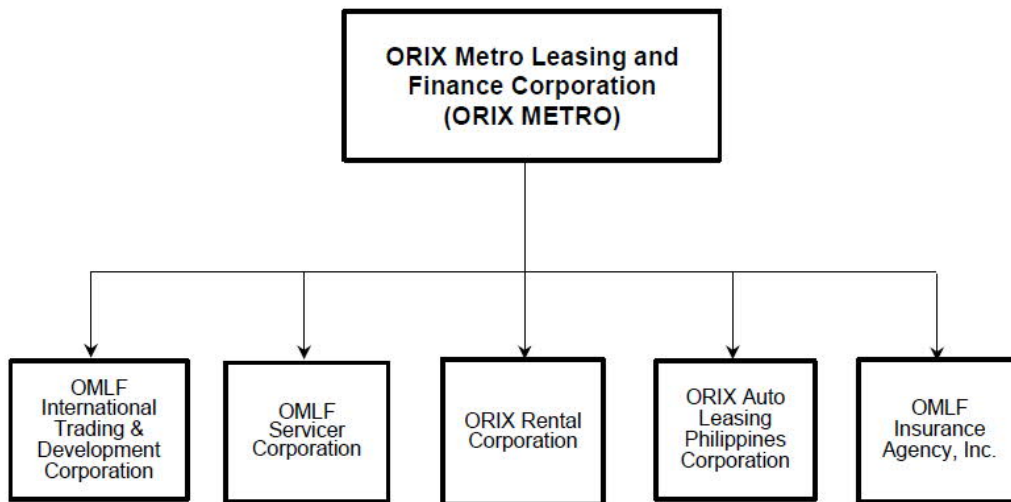 ORIX Metro Leasing and
Finance Corporation
(ORIX METRO)
OMLF
International
Trading &
Development
Corporation
OMLF
Servicer
Corporation
ORIX Rental
Corporation
ORIX Auto
Leasing
Philippines
Corporation
OMLF
Insurance
Agency, Inc.